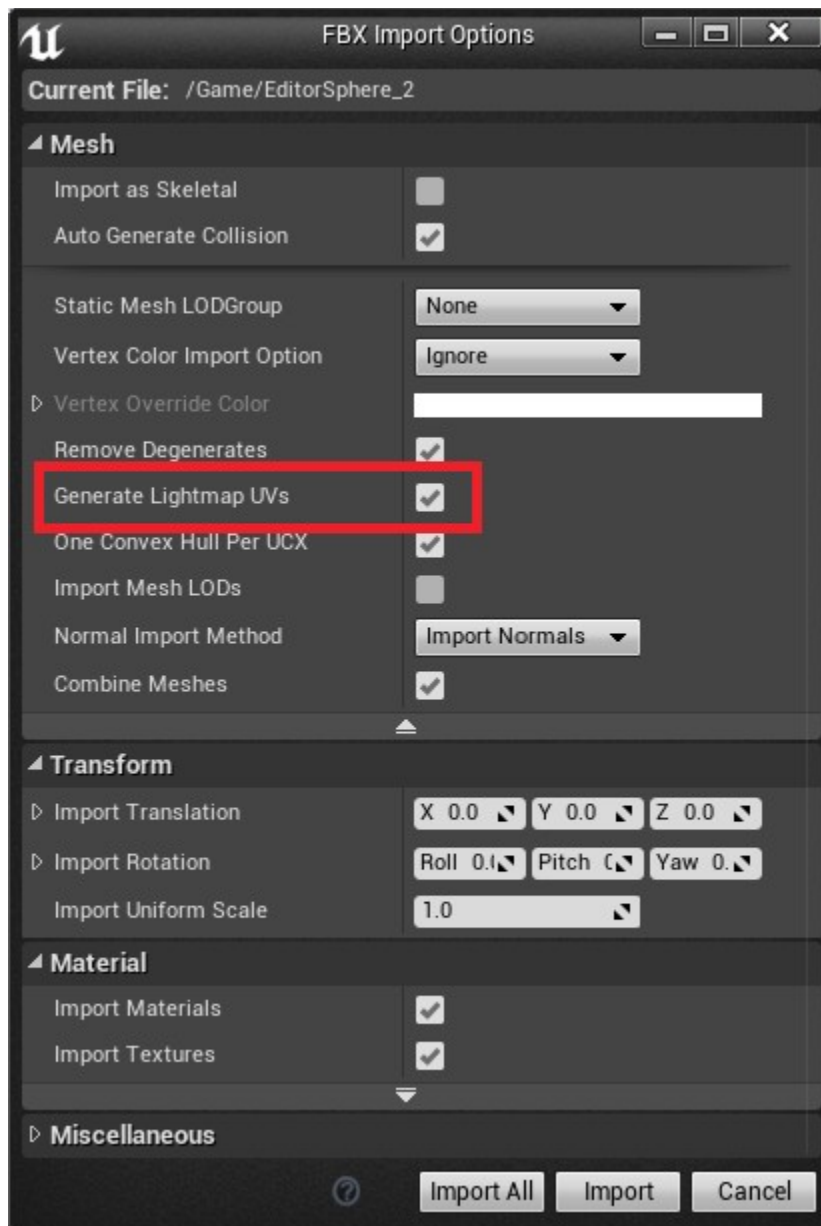 FBX Import Options
Current File: /Game/EditorSphere_2
Mesh
Import as Skeletal
Auto Generate Collision
Static Mesh LODGroup None
Vertex Color Import Option Ignore
Vertex Override Color
Remove Degenerates
Generate Lightmap UVs
One Convex Hull Per UCX
Import Mesh LODs
Normal Import Method Import Normals
Combine Meshes
Transform
Import Translation X 0.0 Y 0.0 Z 0.0
Import Rotation Roll 0. Pitch Yaw 0.
Import Uniform Scale 1.0
Material
Import Materials
Import Textures
Miscellaneous
Import All Import Cancel